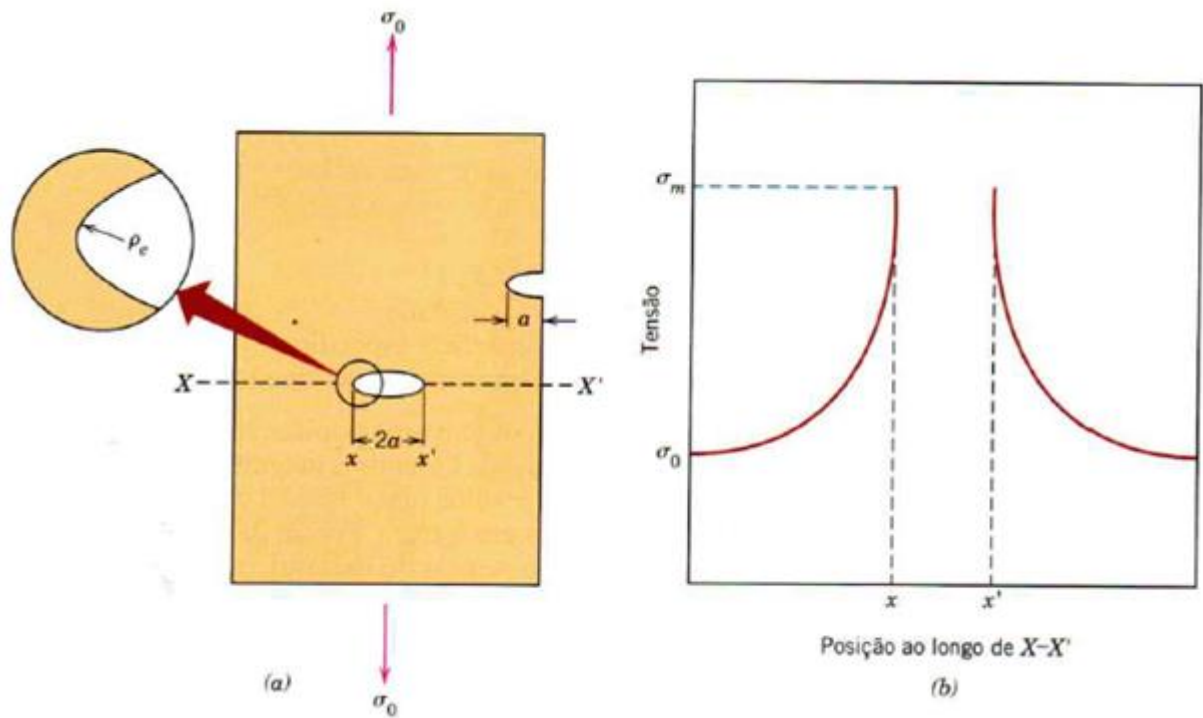 σ₀
ρₑ
a
X
X'
2a
x
x'
(a)
σ₀
σₘ
Tensão
σ₀
x
x'
Posição ao longo de X–X'
(b)